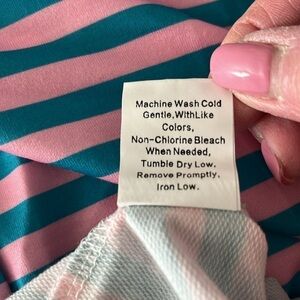 Machine Wash Cold
Gentle,WithLike
Colors,
Non-Chlorine Bleach
When Needed,
Tumble Dry Low.
Remove Promptly.
Iron Low.